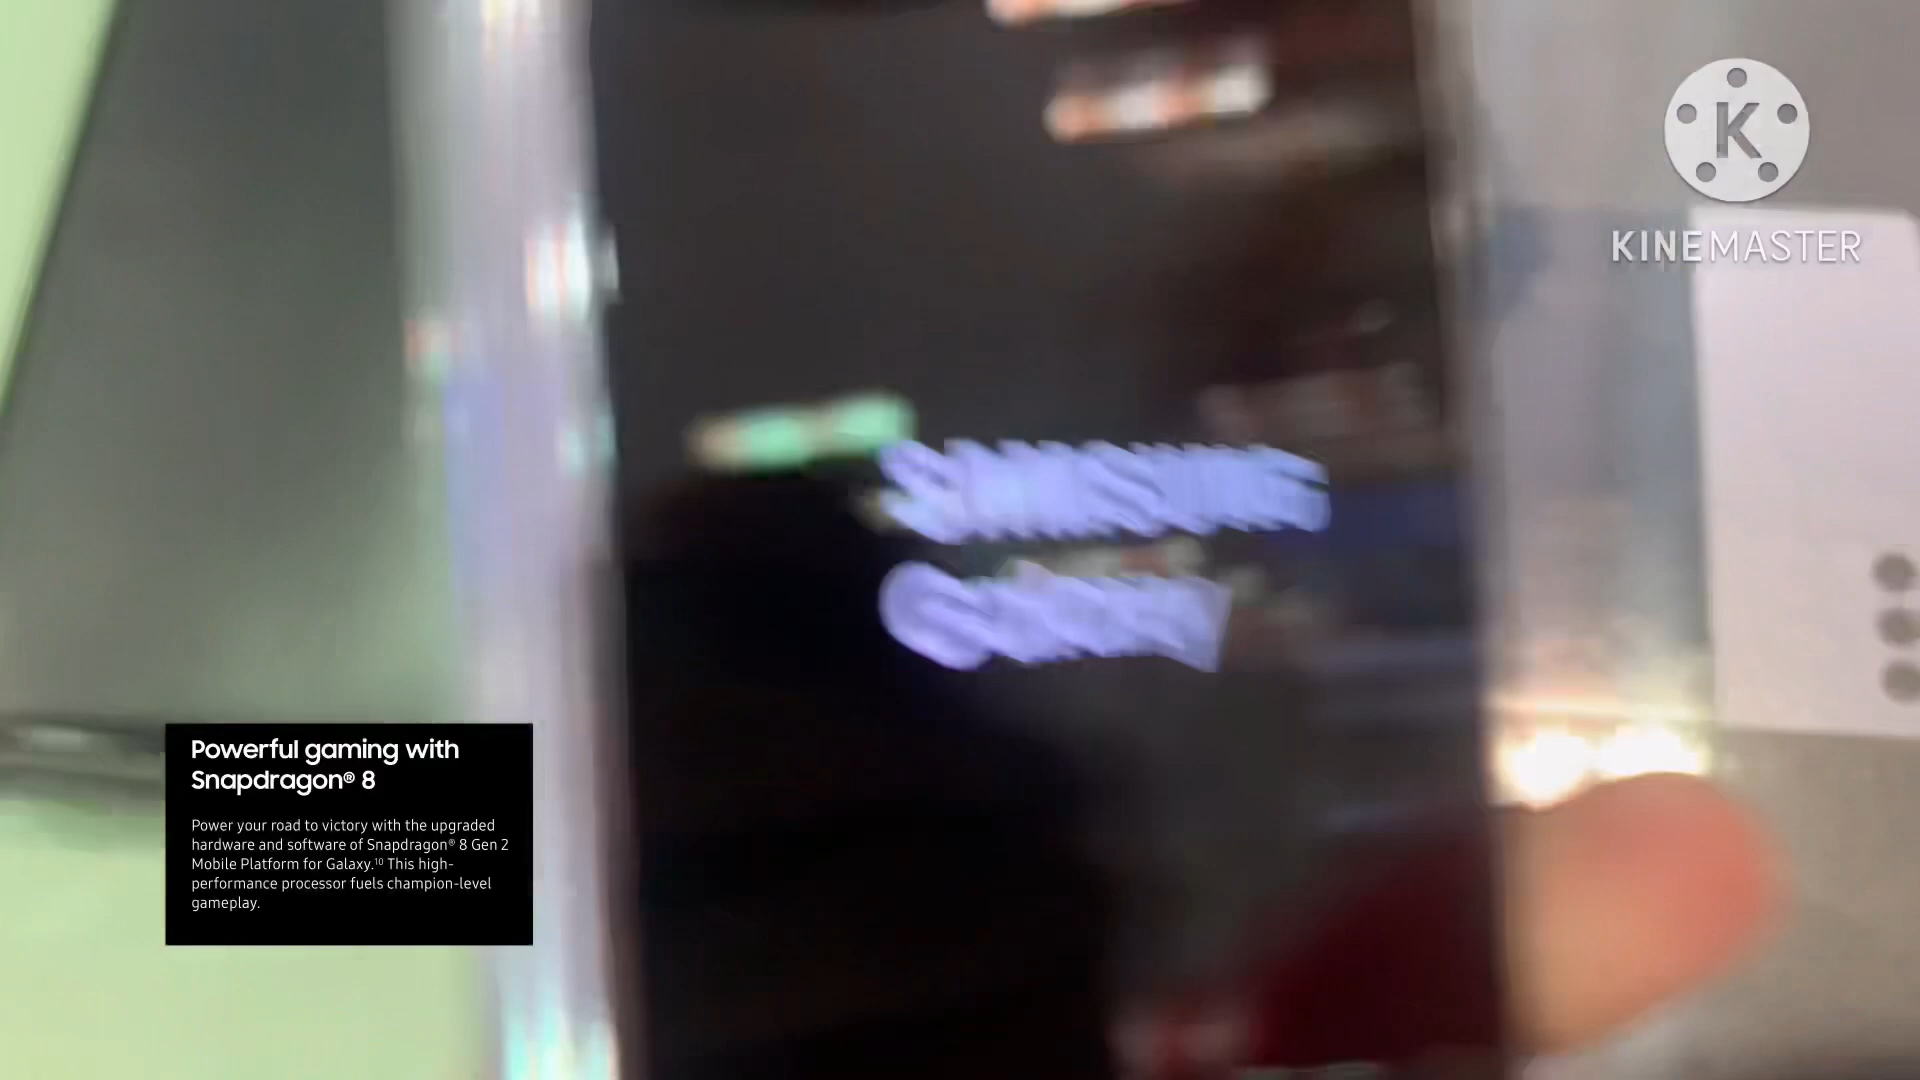 KINEMASTER
Powerful gaming with
Snapdragon® 8
Power your road to victory with the upgraded
hardware and software of Snapdragon® 8 Gen 2
Mobile Platform for Galaxy.¹⁰ This high-
performance processor fuels champion-level
gameplay.